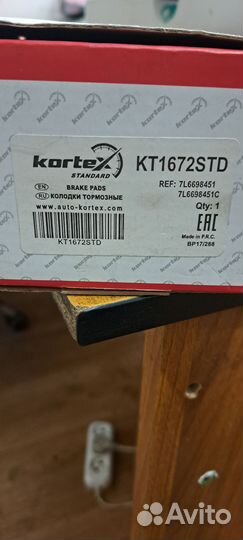 kortex
STANDARD
KT1672STD
EN BRAKE PADS
RU КОЛОДКИ ТОРМОЗНЫЕ
www.auto-kortex.com
KT1672STD
REF: 7L6698451
7L6698451C
Qty: 1
EAC
Made in P.R.C.
BP17/288
Avito